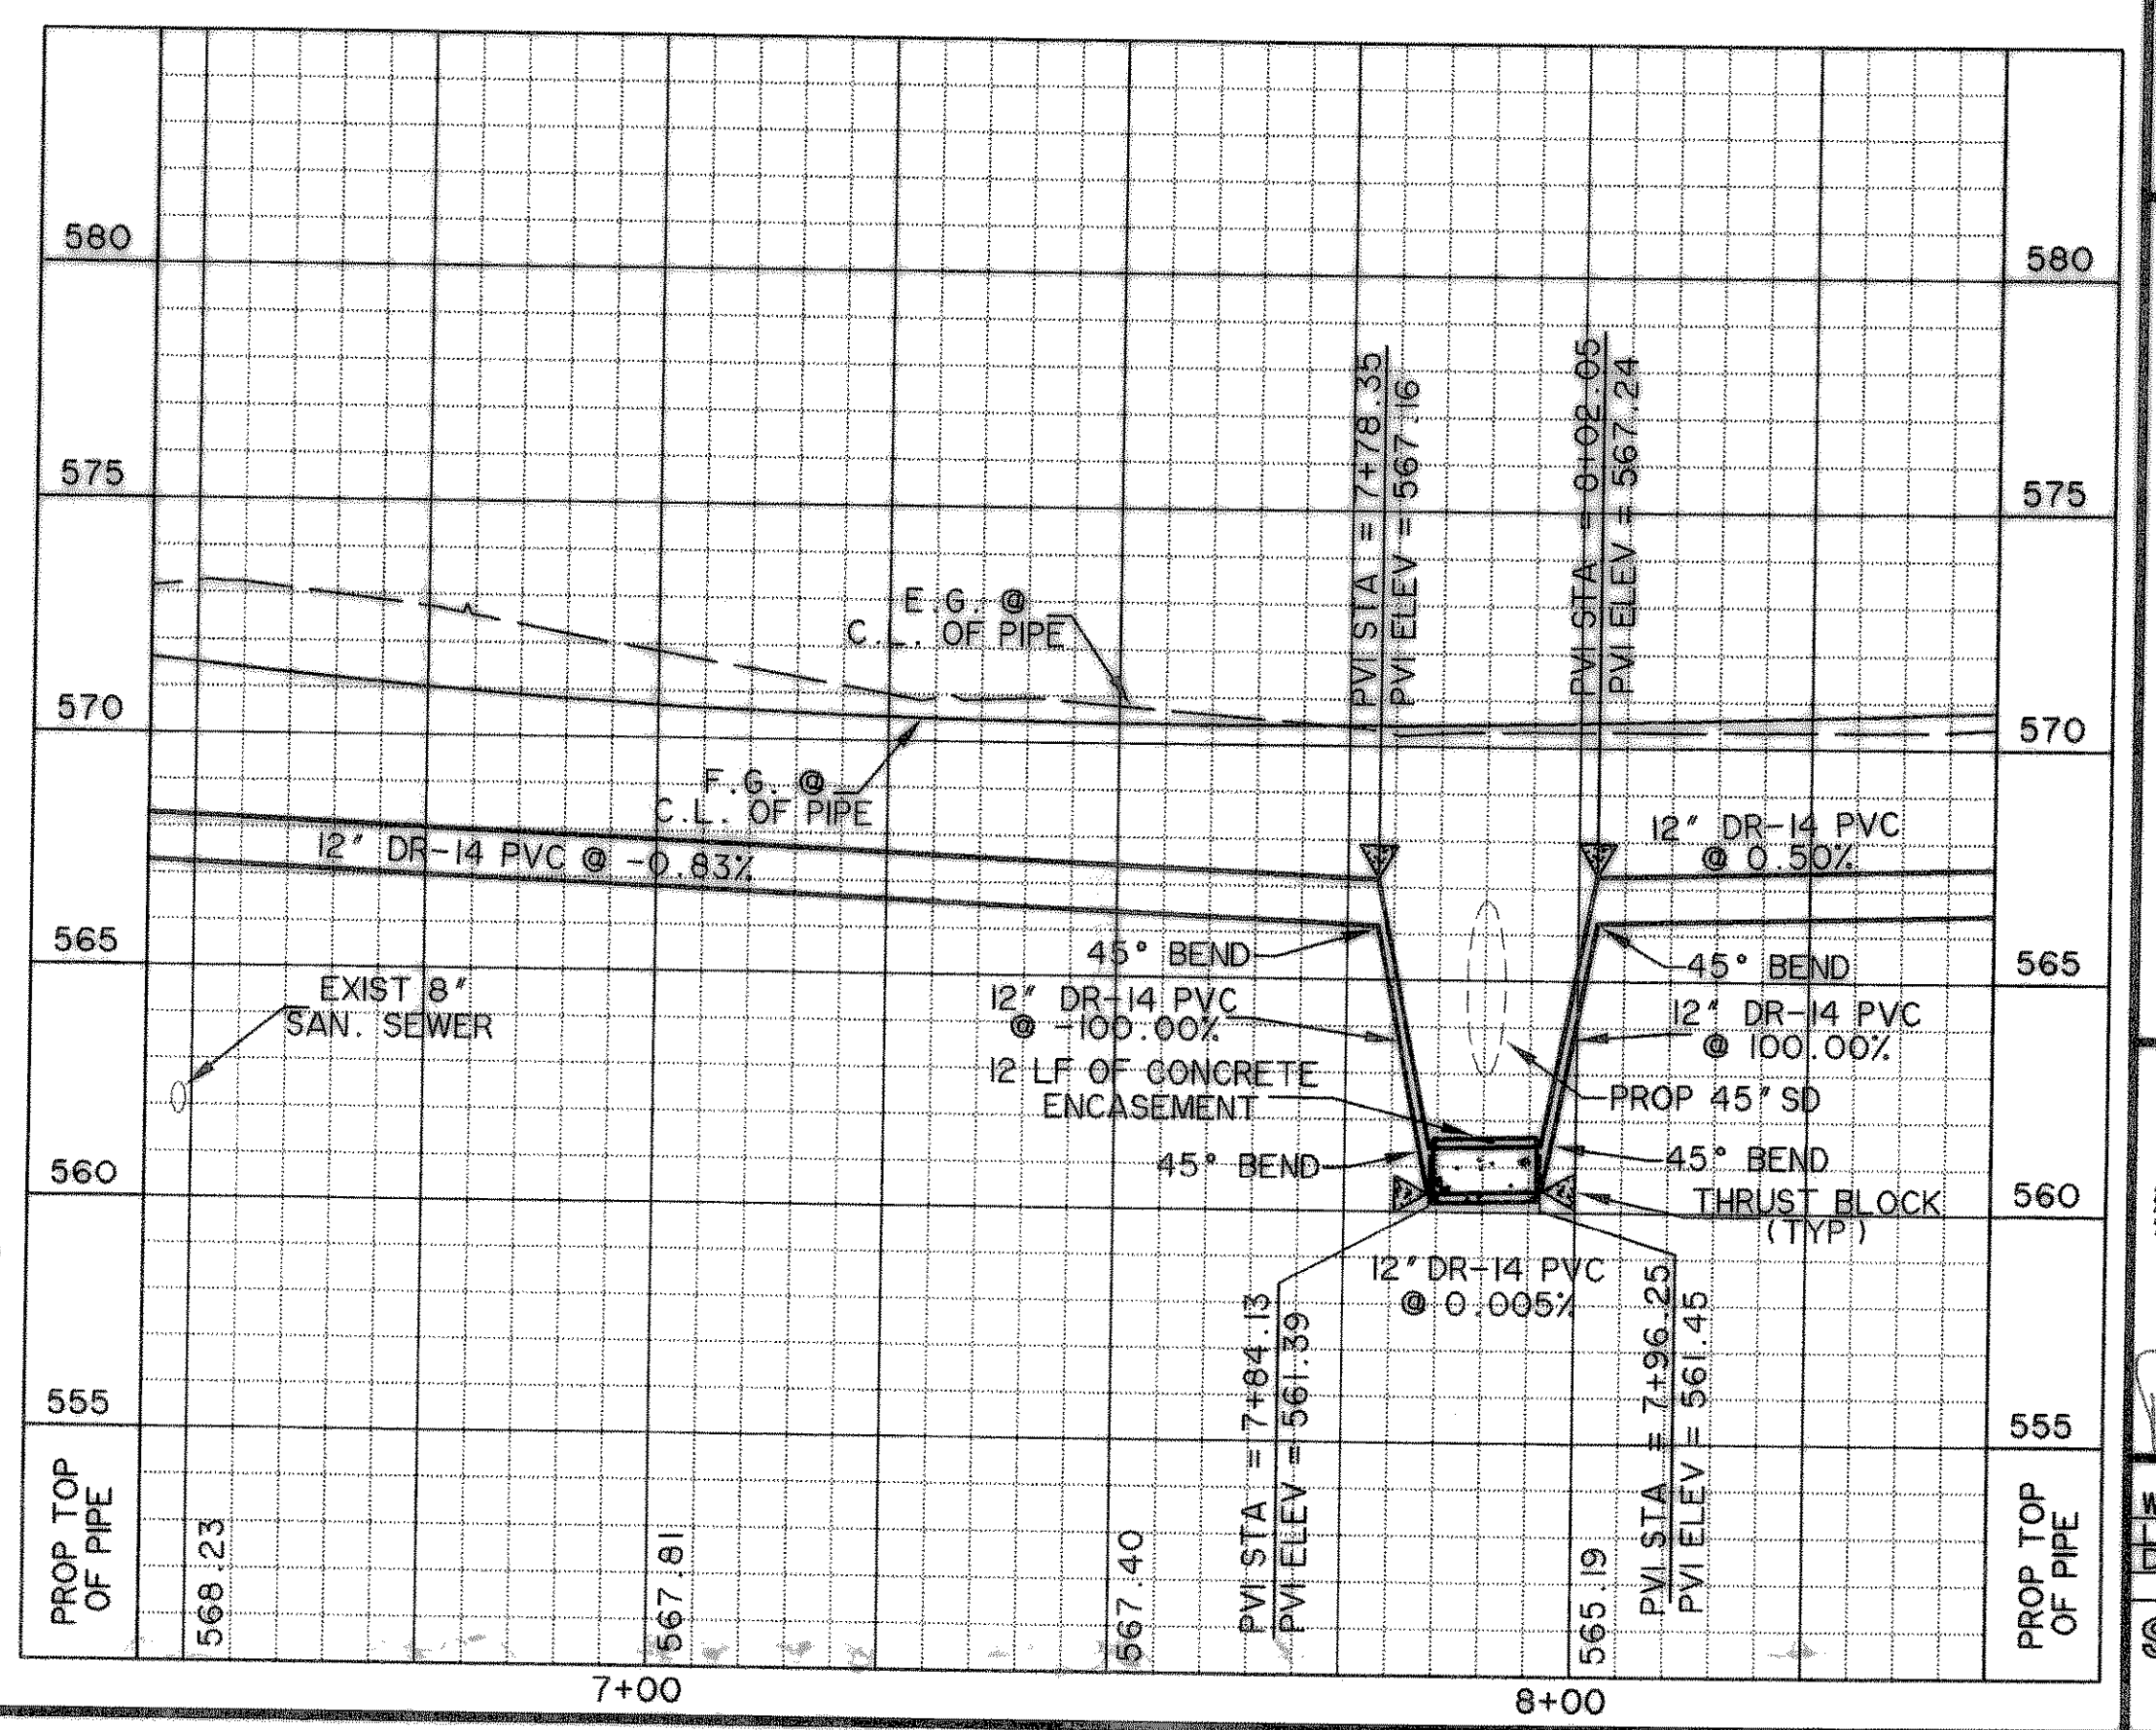 580
580
575
575
570
570
565
565
560
560
555
555
PVI STA = 7+78.35
PVI ELEV = 567.16
PVI STA = 8+02.05
PVI ELEV = 567.24
E.G. @
C.L. OF PIPE
F.G. @
C.L. OF PIPE
12" DR-14 PVC @ -0.83%
12" DR-14 PVC
@ 0.50%
45° BEND
45° BEND
EXIST 8"
SAN. SEWER
12" DR-14 PVC
@ -100.00%
12" DR-14 PVC
@ 100.00%
12 LF OF CONCRETE
ENCASEMENT
PROP 45" SD
45° BEND
45° BEND
THRUST BLOCK
(TYP)
12" DR-14 PVC
@ 0.005%
PVI STA = 7+84.13
PVI ELEV = 561.39
PVI STA = 7+96.25
PVI ELEV = 561.45
PROP TOP
OF PIPE
568.23
567.81
567.40
565.19
PROP TOP
OF PIPE
7+00
8+00